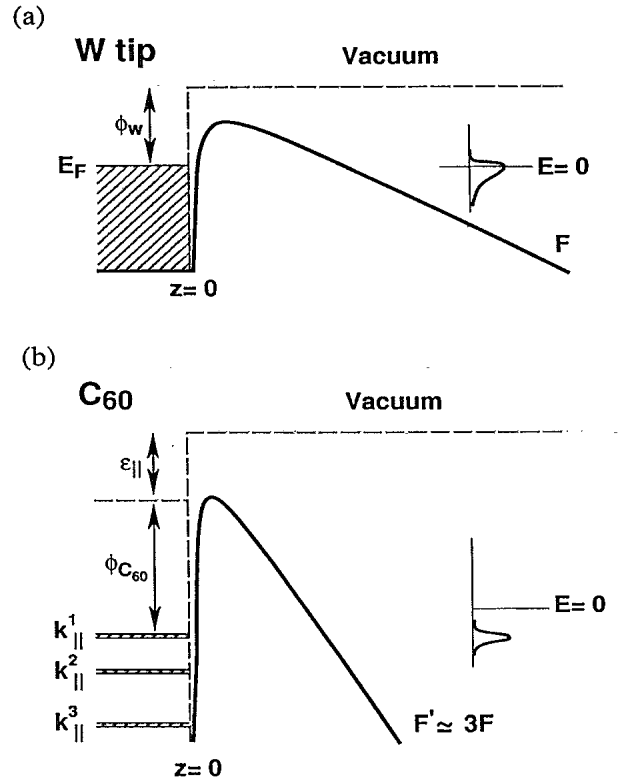 (a)
W tip
Vacuum
ϕw
EF
E= 0
F
z= 0
(b)
C60
Vacuum
ε||
ϕC60
E= 0
k1||
k2||
k3||
F'≃ 3F
z= 0